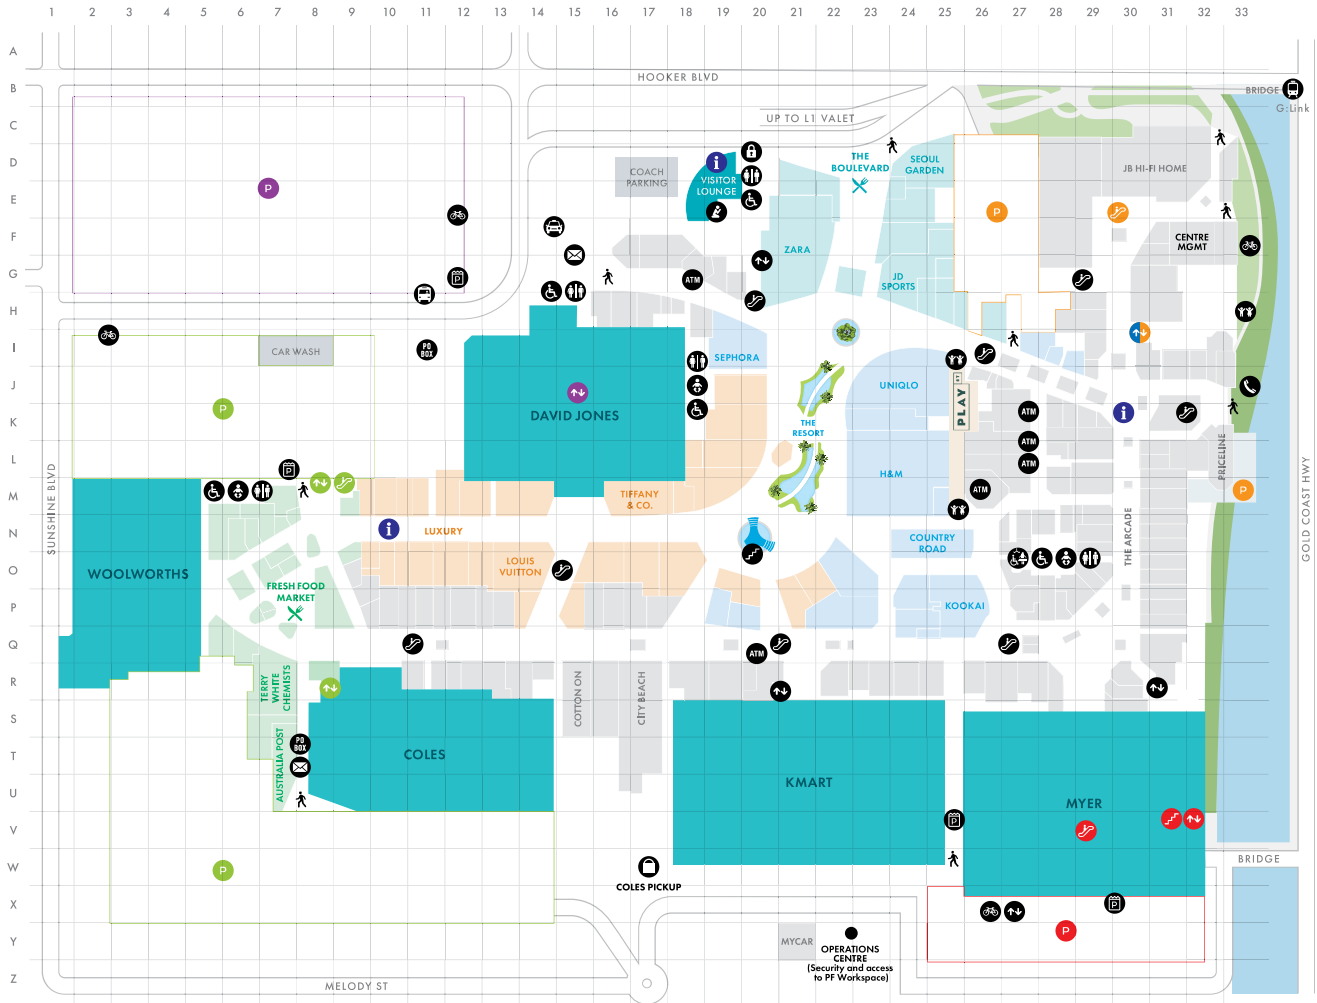 1 2 3 4 5 6 7 8 9 10 11 12 13 14 15 16 17 18 19 20 21 22 23 24 25 26 27 28 29 30 31 32 33
A
HOOKER BLVD
B
BRIDGE
G:Link
C
UP TO L1 VALET
D
COACH
PARKING
i
VISITOR
LOUNGE
THE
BOULEVARD
SEOUL
GARDEN
JB HI-FI HOME
P
E
P
F
ZARA
CENTRE
MGMT
G
P
ATM
JD
SPORTS
H
I
CAR WASH
PO
BOX
SEPHORA
J
UNIQLO
PLAY
K
P
DAVID JONES
THE
RESORT
ATM
i
ATM
L
P
H&M
ATM
PRICELINE
SUNSHINE BLVD
GOLD COAST HWY
M
TIFFANY
& CO.
ATM
P
N
i
LUXURY
COUNTRY
ROAD
THE ARCADE
O
WOOLWORTHS
LOUIS
VUITTON
P
FRESH FOOD
MARKET
KOOKAI
Q
ATM
R
TERRY
WHITE
CHEMISTS
COTTON ON
CITY BEACH
S
T
AUSTRALIA POST
PO
BOX
COLES
KMART
U
MYER
V
P
W
P
COLES PICKUP
BRIDGE
X
P
Y
MYCAR
P
OPERATIONS
CENTRE
(Security and access
to PF Workspace)
Z
MELODY ST